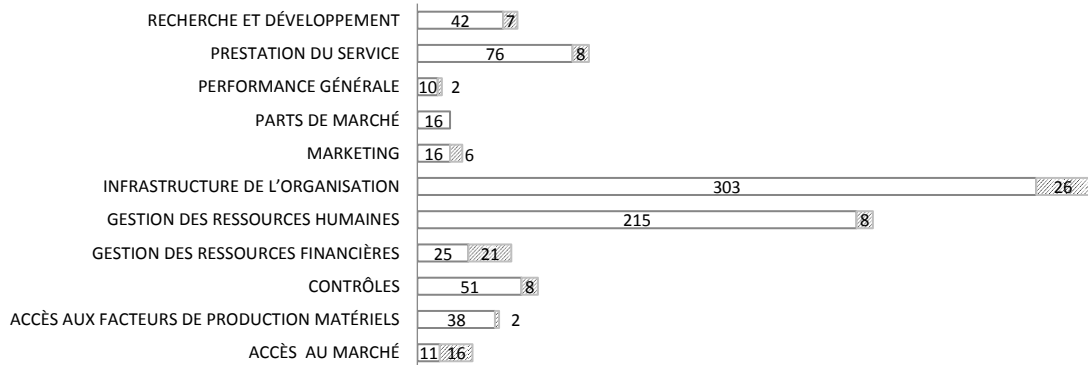 RECHERCHE ET DÉVELOPPEMENT 42 7
PRESTATION DU SERVICE 76 8
PERFORMANCE GÉNÉRALE 10 2
PARTS DE MARCHÉ 16
MARKETING 16 6
INFRASTRUCTURE DE L'ORGANISATION 303 26
GESTION DES RESSOURCES HUMAINES 215 8
GESTION DES RESSOURCES FINANCIÈRES 25 21
CONTRÔLES 51 8
ACCÈS AUX FACTEURS DE PRODUCTION MATÉRIELS 38 2
ACCÈS AU MARCHÉ 11 16